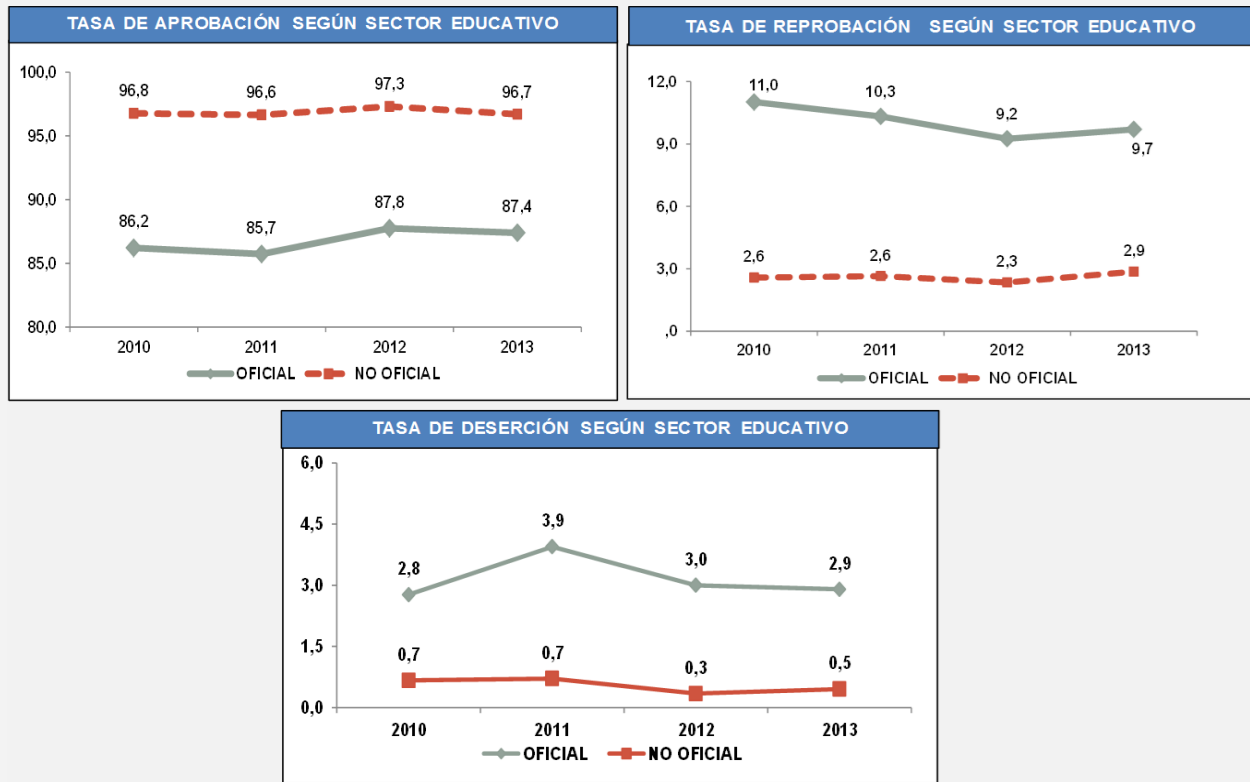 TASA DE APROBACIÓN SEGÚN SECTOR EDUCATIVO
100,0
96,8 96,6 97,3 96,7
95,0
90,0
86,2 85,7 87,8 87,4
85,0
80,0
2010 2011 2012 2013
OFICIAL NO OFICIAL
TASA DE REPROBACIÓN SEGÚN SECTOR EDUCATIVO
12,0
11,0 10,3 9,2 9,7
9,0
6,0
3,0
2,6 2,6 2,3 2,9
,0
2010 2011 2012 2013
OFICIAL NO OFICIAL
TASA DE DESERCIÓN SEGÚN SECTOR EDUCATIVO
6,0
4,5
2,8 3,9 3,0 2,9
3,0
1,5
0,7 0,7 0,3 0,5
0,0
2010 2011 2012 2013
OFICIAL NO OFICIAL